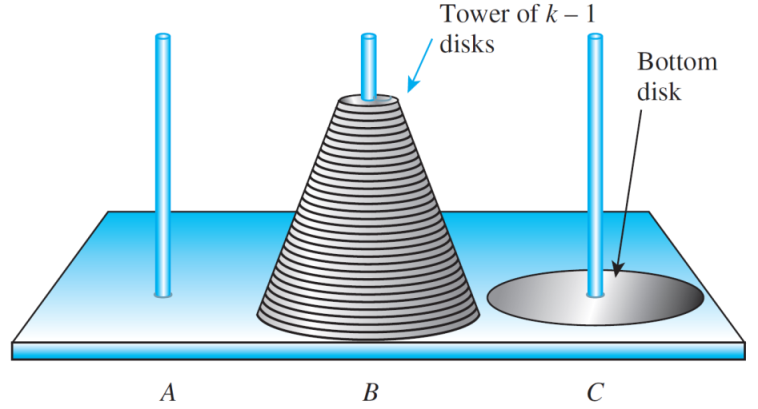 Tower of k – 1
disks
Bottom
disk
A B C